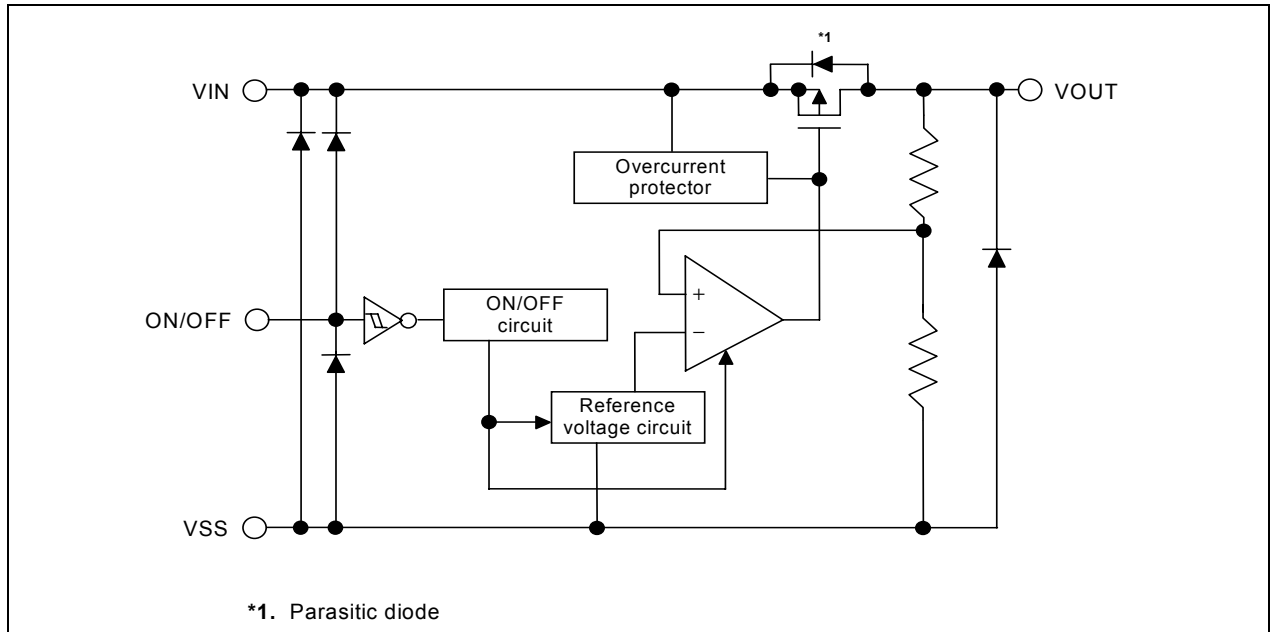 *1
VIN
VOUT
Overcurrent
protector
+
−
ON/OFF
ON/OFF
circuit
Reference
voltage circuit
VSS
*1. Parasitic diode